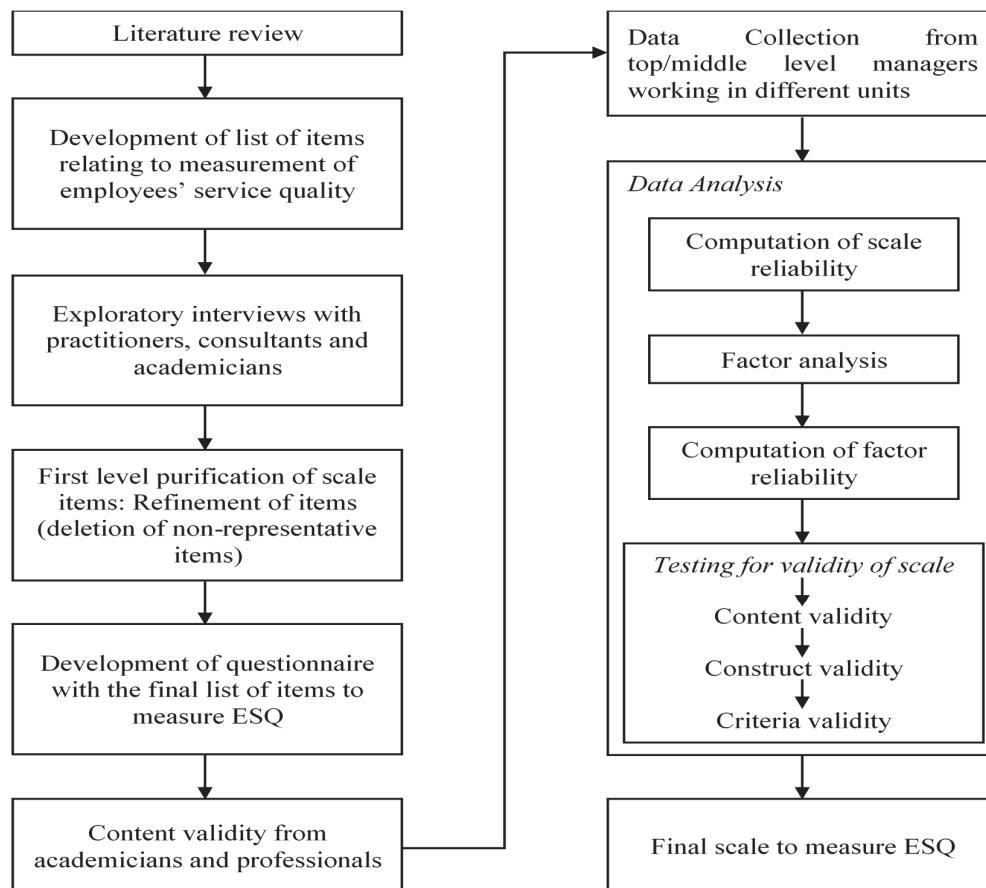 Literature review
Development of list of items
relating to measurement of
employees’ service quality
Exploratory interviews with
practitioners, consultants and
academicians
First level purification of scale
items: Refinement of items
(deletion of non-representative
items)
Development of questionnaire
with the final list of items to
measure ESQ
Content validity from
academicians and professionals
Data Collection from
top/middle level managers
working in different units
Data Analysis
Computation of scale
reliability
Factor analysis
Computation of factor
reliability
Testing for validity of scale
Content validity
Construct validity
Criteria validity
Final scale to measure ESQ